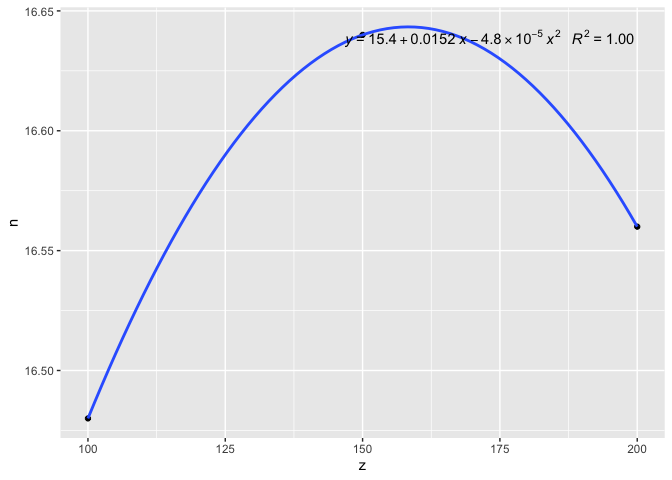 16.65
y = 15.4 + 0.0152 x − 4.8 × 10⁻⁵ x²   R² = 1.00
16.60
16.55
n
16.50
100 125 150 175 200
z